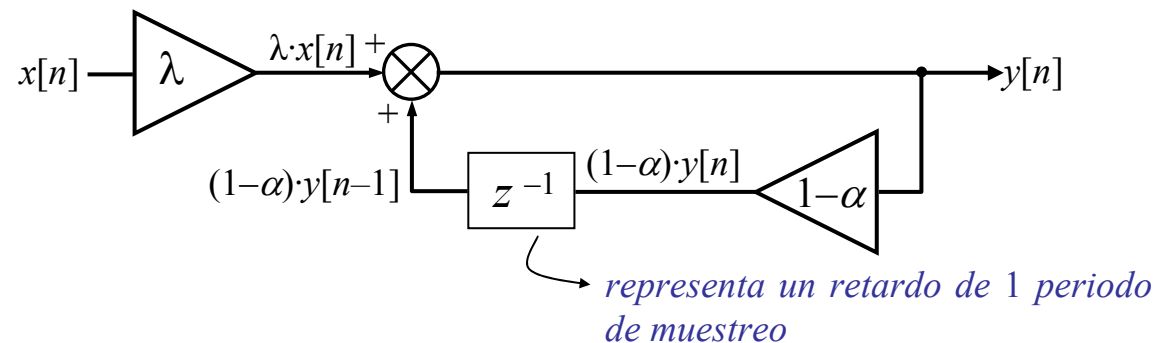 x[n]
λ
λ·x[n]
+
y[n]
+
(1−α)·y[n−1]
z −1
(1−α)·y[n]
1−α
representa un retardo de 1 periodo
de muestreo